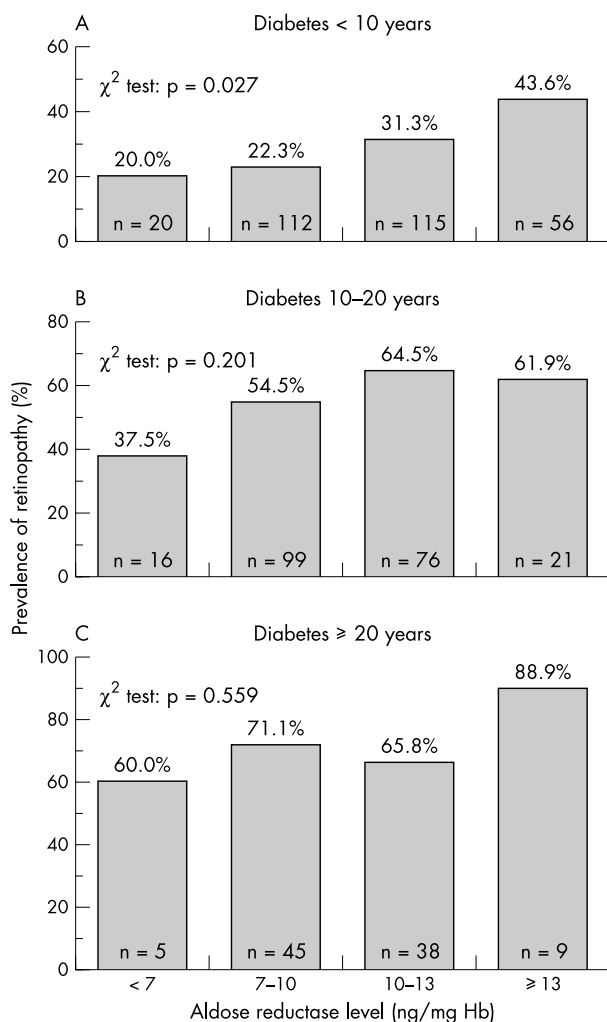 A
Diabetes < 10 years
60
40
20
0
χ² test: p = 0.027
20.0%
22.3%
31.3%
43.6%
n = 20
n = 112
n = 115
n = 56
B
Diabetes 10–20 years
80
60
40
20
0
χ² test: p = 0.201
37.5%
54.5%
64.5%
61.9%
n = 16
n = 99
n = 76
n = 21
Prevalence of retinopathy (%)
C
Diabetes ⩾ 20 years
100
80
60
40
20
0
χ² test: p = 0.559
60.0%
71.1%
65.8%
88.9%
n = 5
n = 45
n = 38
n = 9
< 7
7–10
10–13
⩾ 13
Aldose reductase level (ng/mg Hb)